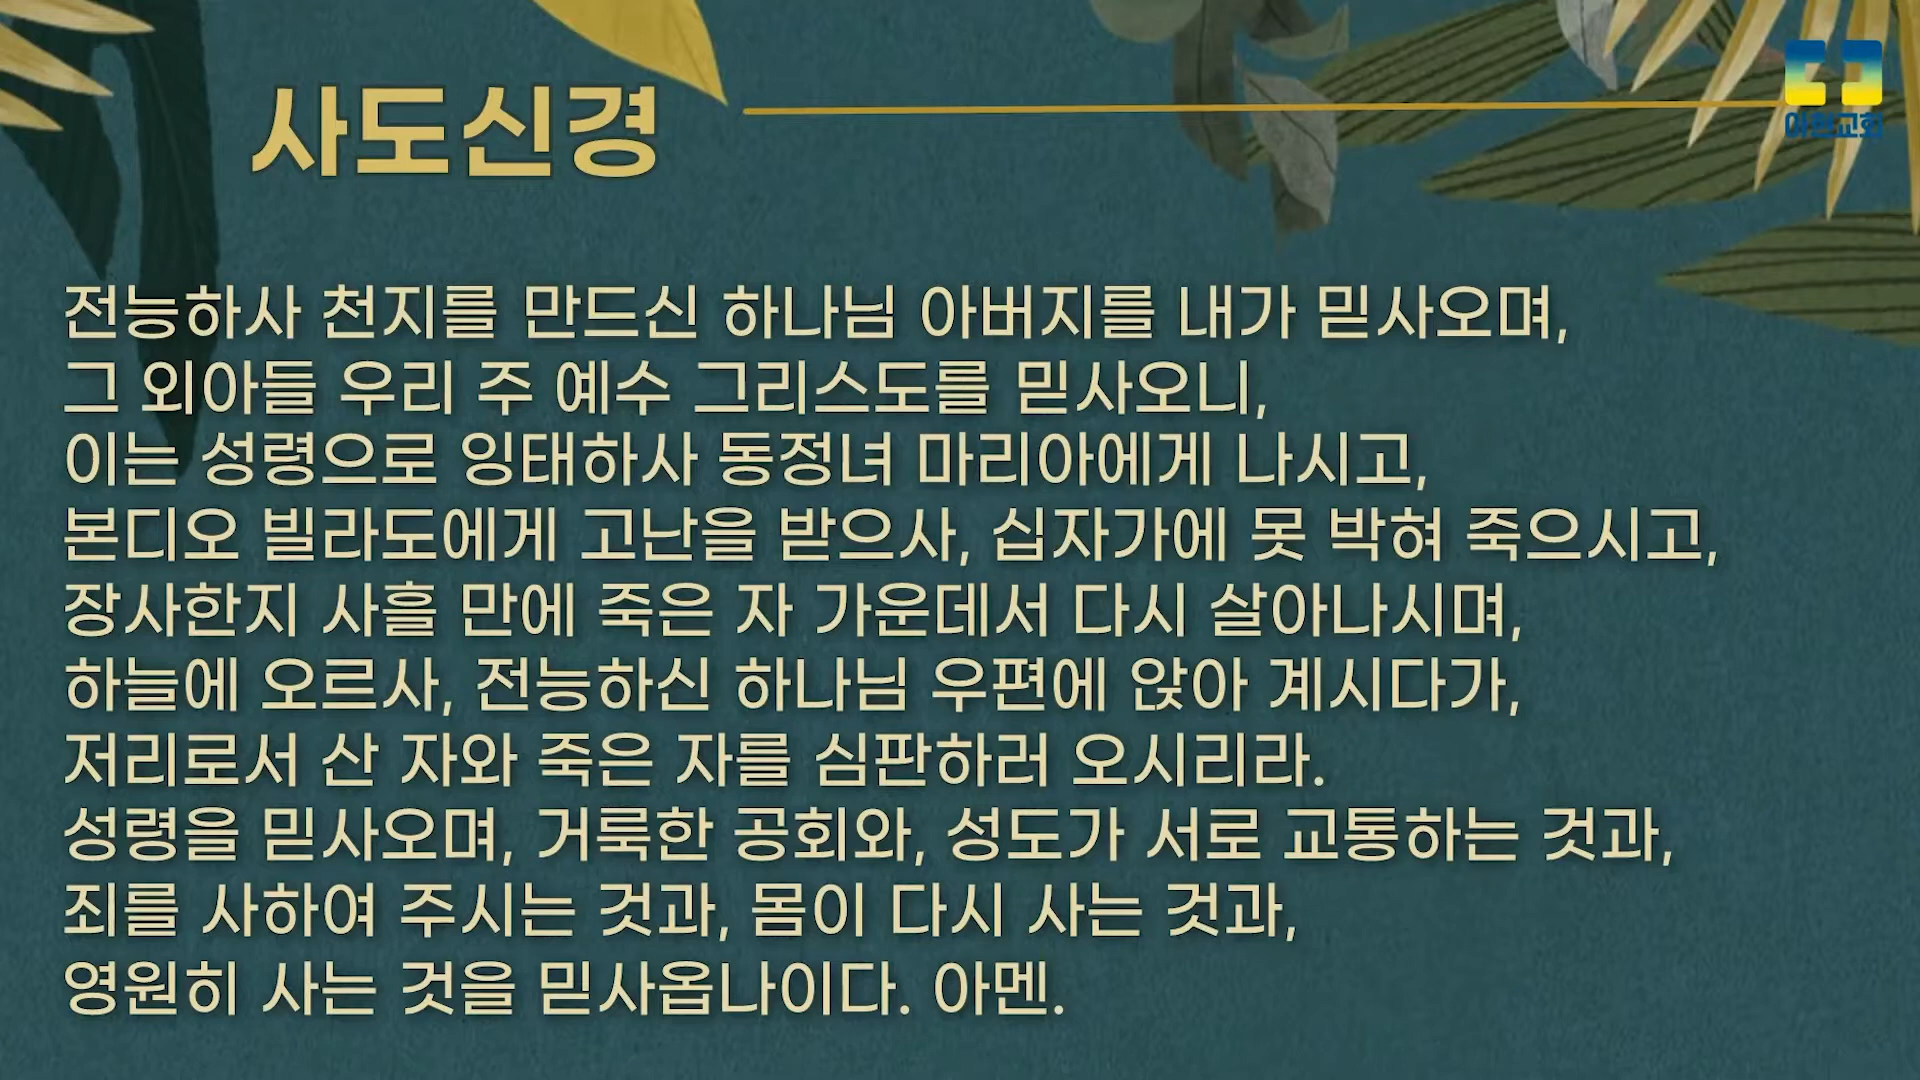 사도신경
아현교회
전능하사 천지를 만드신 하나님 아버지를 내가 믿사오며,
그 외아들 우리 주 예수 그리스도를 믿사오니,
이는 성령으로 잉태하사 동정녀 마리아에게 나시고,
본디오 빌라도에게 고난을 받으사, 십자가에 못 박혀 죽으시고,
장사한지 사흘 만에 죽은 자 가운데서 다시 살아나시며,
하늘에 오르사, 전능하신 하나님 우편에 앉아 계시다가,
저리로서 산 자와 죽은 자를 심판하러 오시리라.
성령을 믿사오며, 거룩한 공회와, 성도가 서로 교통하는 것과,
죄를 사하여 주시는 것과, 몸이 다시 사는 것과,
영원히 사는 것을 믿사옵나이다. 아멘.